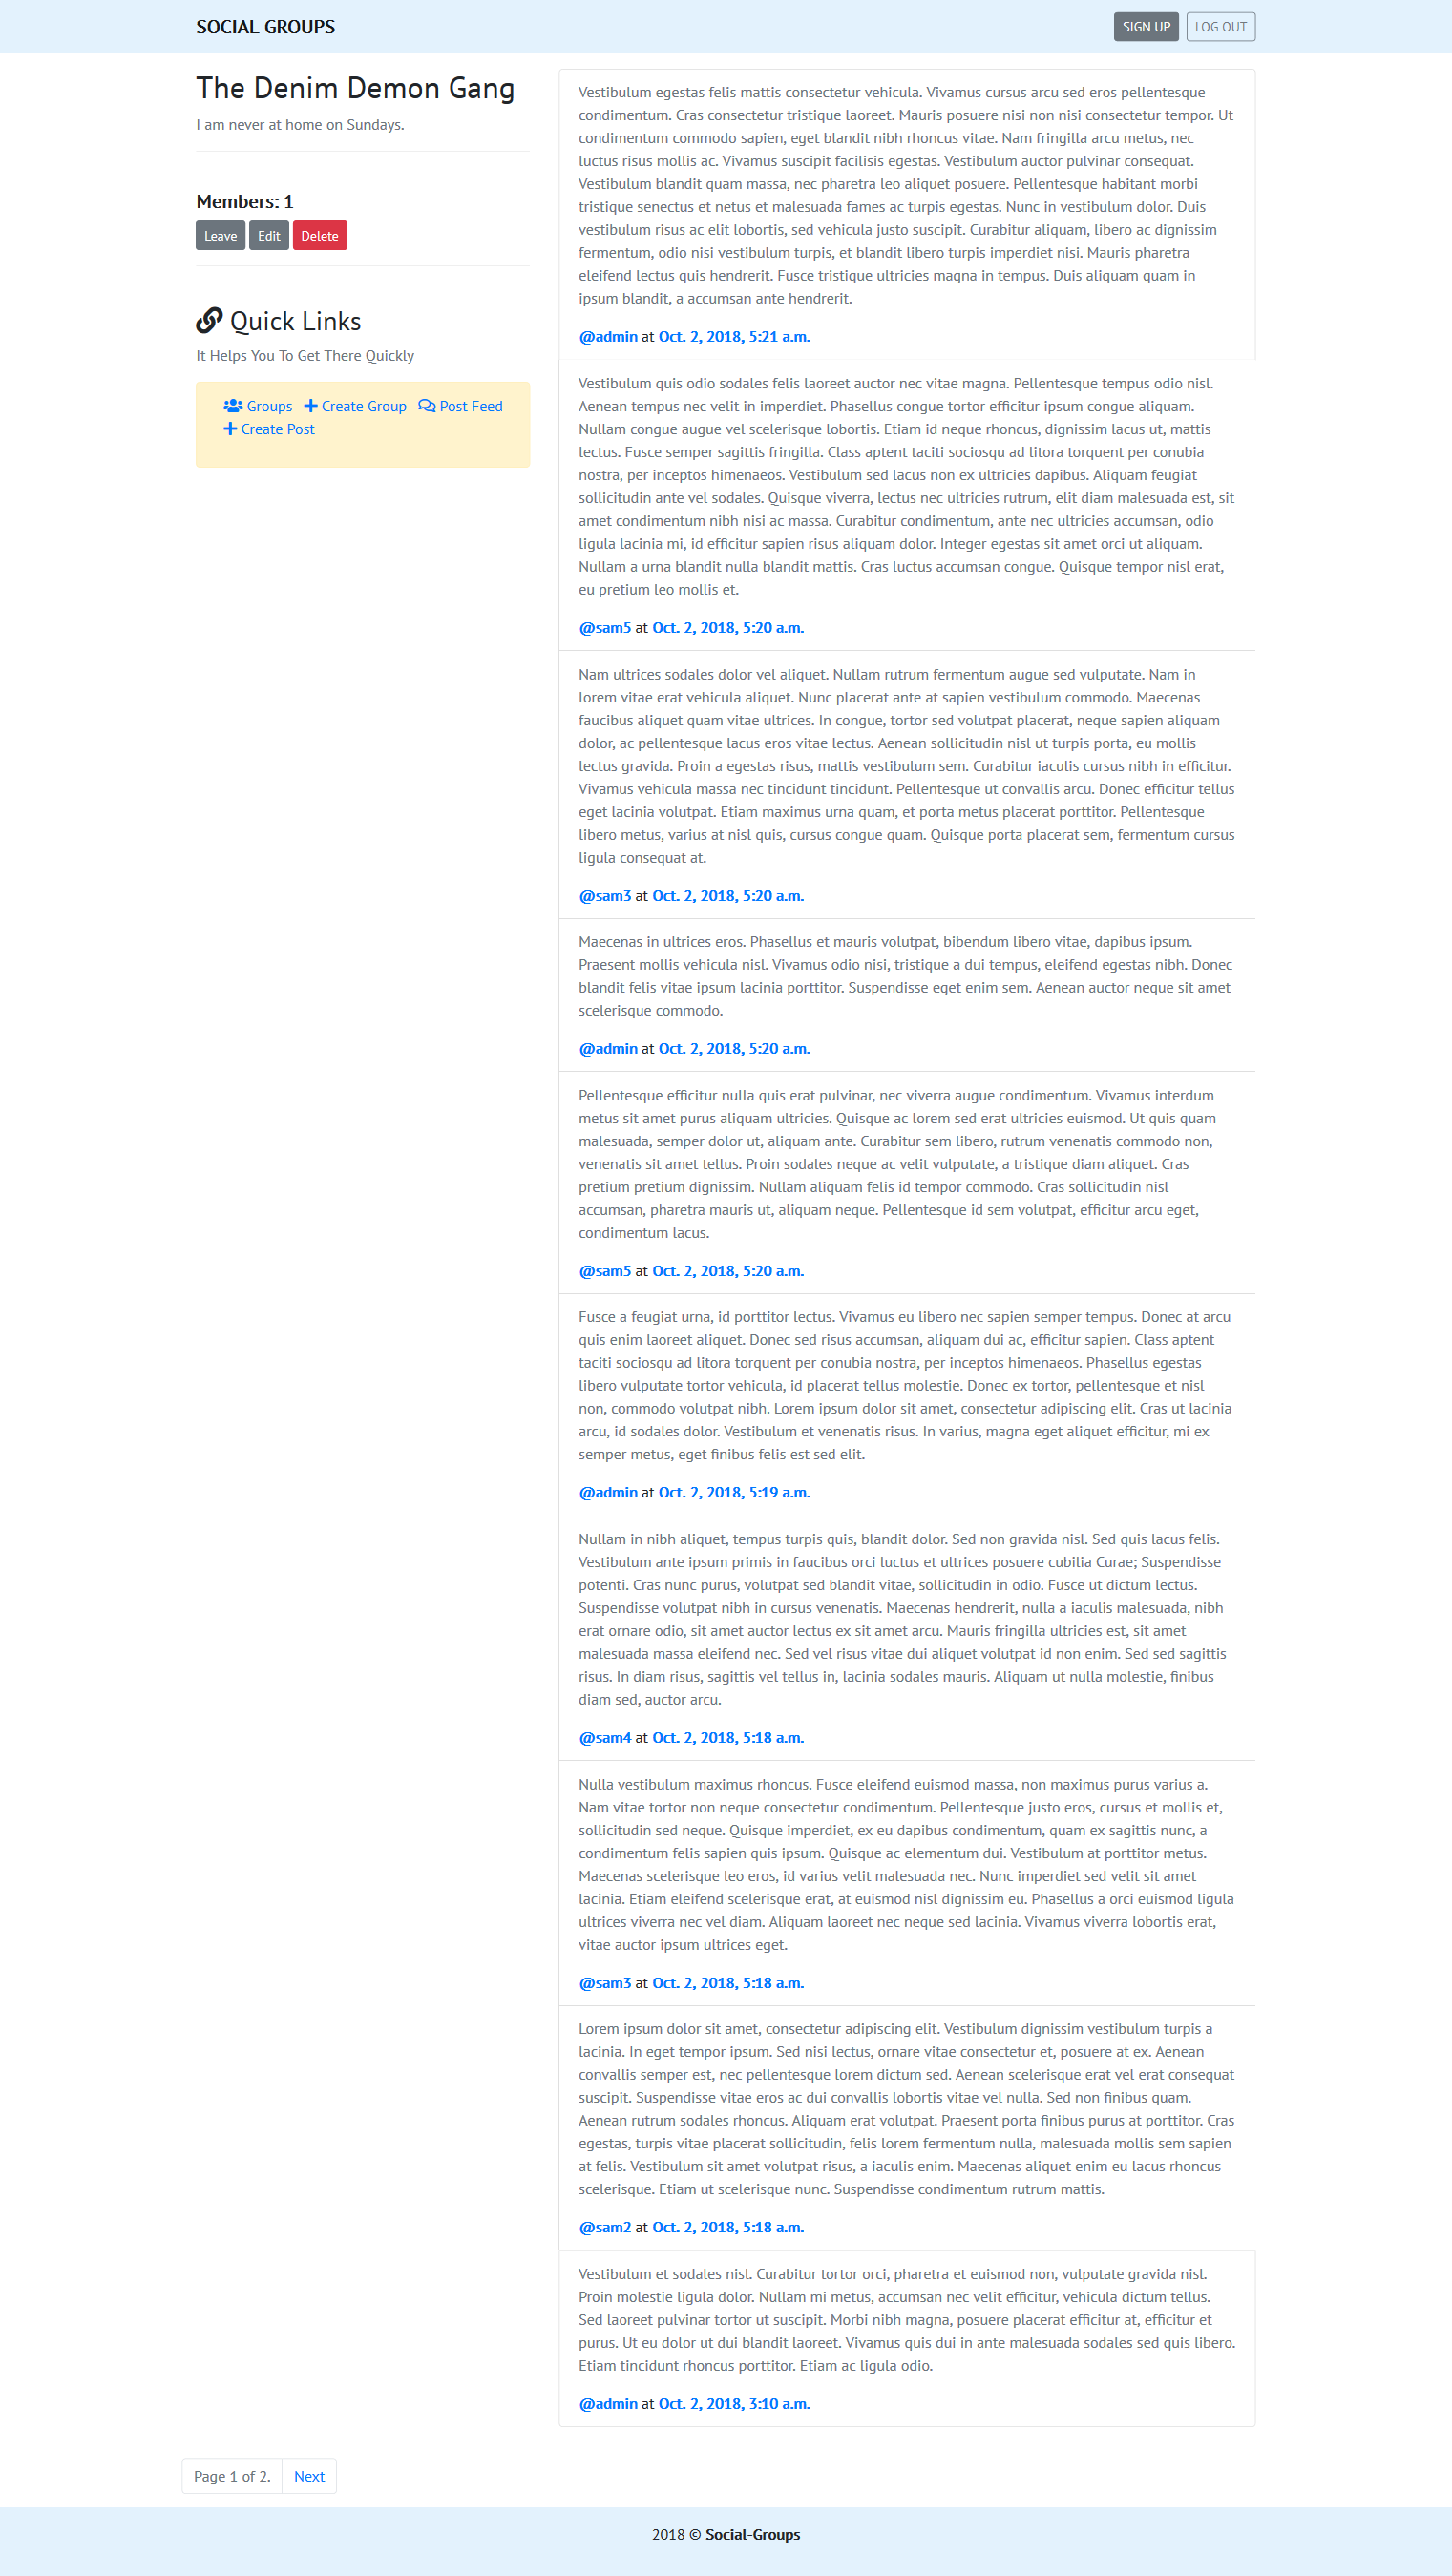 SOCIAL GROUPS
SIGN UP
LOG OUT
The Denim Demon Gang
I am never at home on Sundays.
Members: 1
Leave
Edit
Delete
Quick Links
It Helps You To Get There Quickly
Groups
Create Group
Post Feed
Create Post
Vestibulum egestas felis mattis consectetur vehicula. Vivamus cursus arcu sed eros pellentesque
condimentum. Cras consectetur tristique laoreet. Mauris posuere nisi non nisi consectetur tempor. Ut
condimentum commodo sapien, eget blandit nibh rhoncus vitae. Nam fringilla arcu metus, nec
luctus risus mollis ac. Vivamus suscipit facilisis egestas. Vestibulum auctor pulvinar consequat.
Vestibulum blandit quam massa, nec pharetra leo aliquet posuere. Pellentesque habitant morbi
tristique senectus et netus et malesuada fames ac turpis egestas. Nunc in vestibulum dolor. Duis
vestibulum risus ac elit lobortis, sed vehicula justo suscipit. Curabitur aliquam, libero ac dignissim
fermentum, odio nisi vestibulum turpis, et blandit libero turpis imperdiet nisi. Mauris pharetra
eleifend lectus quis hendrerit. Fusce tristique ultricies magna in tempus. Duis aliquam quam in
ipsum blandit, a accumsan ante hendrerit.
@admin at Oct. 2, 2018, 5:21 a.m.
Vestibulum quis odio sodales felis laoreet auctor nec vitae magna. Pellentesque tempus odio nisl.
Aenean tempus nec velit in imperdiet. Phasellus congue tortor efficitur ipsum congue aliquam.
Nullam congue augue vel scelerisque lobortis. Etiam id neque rhoncus, dignissim lacus ut, mattis
lectus. Fusce semper sagittis fringilla. Class aptent taciti sociosqu ad litora torquent per conubia
nostra, per inceptos himenaeos. Vestibulum sed lacus non ex ultricies dapibus. Aliquam feugiat
sollicitudin ante vel sodales. Quisque viverra, lectus nec ultricies rutrum, elit diam malesuada est, sit
amet condimentum nibh nisi ac massa. Curabitur condimentum, ante nec ultricies accumsan, odio
ligula lacinia mi, id efficitur sapien risus aliquam dolor. Integer egestas sit amet orci ut aliquam.
Nullam a urna blandit nulla blandit mattis. Cras luctus accumsan congue. Quisque tempor nisl erat,
eu pretium leo mollis et.
@sam5 at Oct. 2, 2018, 5:20 a.m.
Nam ultrices sodales dolor vel aliquet. Nullam rutrum fermentum augue sed vulputate. Nam in
lorem vitae erat vehicula aliquet. Nunc placerat ante at sapien vestibulum commodo. Maecenas
faucibus aliquet quam vitae ultrices. In congue, tortor sed volutpat placerat, neque sapien aliquam
dolor, ac pellentesque lacus eros vitae lectus. Aenean sollicitudin nisl ut turpis porta, eu mollis
lectus gravida. Proin a egestas risus, mattis vestibulum sem. Curabitur iaculis cursus nibh in efficitur.
Vivamus vehicula massa nec tincidunt tincidunt. Pellentesque ut convallis arcu. Donec efficitur tellus
eget lacinia volutpat. Etiam maximus urna quam, et porta metus placerat porttitor. Pellentesque
libero metus, varius at nisl quis, cursus congue quam. Quisque porta placerat sem, fermentum cursus
ligula consequat at.
@sam3 at Oct. 2, 2018, 5:20 a.m.
Maecenas in ultrices eros. Phasellus et mauris volutpat, bibendum libero vitae, dapibus ipsum.
Praesent mollis vehicula nisl. Vivamus odio nisi, tristique a dui tempus, eleifend egestas nibh. Donec
blandit felis vitae ipsum lacinia porttitor. Suspendisse eget enim sem. Aenean auctor neque sit amet
scelerisque commodo.
@admin at Oct. 2, 2018, 5:20 a.m.
Pellentesque efficitur nulla quis erat pulvinar, nec viverra augue condimentum. Vivamus interdum
metus sit amet purus aliquam ultricies. Quisque ac lorem sed erat ultricies euismod. Ut quis quam
malesuada, semper dolor ut, aliquam ante. Curabitur sem libero, rutrum venenatis commodo non,
venenatis sit amet tellus. Proin sodales neque ac velit vulputate, a tristique diam aliquet. Cras
pretium pretium dignissim. Nullam aliquam felis id tempor commodo. Cras sollicitudin nisl
accumsan, pharetra mauris ut, aliquam neque. Pellentesque id sem volutpat, efficitur arcu eget,
condimentum lacus.
@sam5 at Oct. 2, 2018, 5:20 a.m.
Fusce a feugiat urna, id porttitor lectus. Vivamus eu libero nec sapien semper tempus. Donec at arcu
quis enim laoreet aliquet. Donec sed risus accumsan, aliquam dui ac, efficitur sapien. Class aptent
taciti sociosqu ad litora torquent per conubia nostra, per inceptos himenaeos. Phasellus egestas
libero vulputate tortor vehicula, id placerat tellus molestie. Donec ex tortor, pellentesque et nisl
non, commodo volutpat nibh. Lorem ipsum dolor sit amet, consectetur adipiscing elit. Cras ut lacinia
arcu, id sodales dolor. Vestibulum et venenatis risus. In varius, magna eget aliquet efficitur, mi ex
semper metus, eget finibus felis est sed elit.
@admin at Oct. 2, 2018, 5:19 a.m.
Nullam in nibh aliquet, tempus turpis quis, blandit dolor. Sed non gravida nisl. Sed quis lacus felis.
Vestibulum ante ipsum primis in faucibus orci luctus et ultrices posuere cubilia Curae; Suspendisse
potenti. Cras nunc purus, volutpat sed blandit vitae, sollicitudin in odio. Fusce ut dictum lectus.
Suspendisse volutpat nibh in cursus venenatis. Maecenas hendrerit, nulla a iaculis malesuada, nibh
erat ornare odio, sit amet auctor lectus ex sit amet arcu. Mauris fringilla ultricies est, sit amet
malesuada massa eleifend nec. Sed vel risus vitae dui aliquet volutpat id non enim. Sed sed sagittis
risus. In diam risus, sagittis vel tellus in, lacinia sodales mauris. Aliquam ut nulla molestie, finibus
diam sed, auctor arcu.
@sam4 at Oct. 2, 2018, 5:18 a.m.
Nulla vestibulum maximus rhoncus. Fusce eleifend euismod massa, non maximus purus varius a.
Nam vitae tortor non neque consectetur condimentum. Pellentesque justo eros, cursus et mollis et,
sollicitudin sed neque. Quisque imperdiet, ex eu dapibus condimentum, quam ex sagittis nunc, a
condimentum felis sapien quis ipsum. Quisque ac elementum dui. Vestibulum at porttitor metus.
Maecenas scelerisque leo eros, id varius velit malesuada nec. Nunc imperdiet sed velit sit amet
lacinia. Etiam eleifend scelerisque erat, at euismod nisl dignissim eu. Phasellus a orci euismod ligula
ultrices viverra nec vel diam. Aliquam laoreet nec neque sed lacinia. Vivamus viverra lobortis erat,
vitae auctor ipsum ultrices eget.
@sam3 at Oct. 2, 2018, 5:18 a.m.
Lorem ipsum dolor sit amet, consectetur adipiscing elit. Vestibulum dignissim vestibulum turpis a
lacinia. In eget tempor ipsum. Sed nisi lectus, ornare vitae consectetur et, posuere at ex. Aenean
convallis semper est, nec pellentesque lorem dictum sed. Aenean scelerisque erat vel erat consequat
suscipit. Suspendisse vitae eros ac dui convallis lobortis vitae vel nulla. Sed non finibus quam.
Aenean rutrum sodales rhoncus. Aliquam erat volutpat. Praesent porta finibus purus at porttitor. Cras
egestas, turpis vitae placerat sollicitudin, felis lorem fermentum nulla, malesuada mollis sem sapien
at felis. Vestibulum sit amet volutpat risus, a iaculis enim. Maecenas aliquet enim eu lacus rhoncus
scelerisque. Etiam ut scelerisque nunc. Suspendisse condimentum rutrum mattis.
@sam2 at Oct. 2, 2018, 5:18 a.m.
Vestibulum et sodales nisl. Curabitur tortor orci, pharetra et euismod non, vulputate gravida nisl.
Proin molestie ligula dolor. Nullam mi metus, accumsan nec velit efficitur, vehicula dictum tellus.
Sed laoreet pulvinar tortor ut suscipit. Morbi nibh magna, posuere placerat efficitur at, efficitur et
purus. Ut eu dolor ut dui blandit laoreet. Vivamus quis dui in ante malesuada sodales sed quis libero.
Etiam tincidunt rhoncus porttitor. Etiam ac ligula odio.
@admin at Oct. 2, 2018, 3:10 a.m.
Page 1 of 2.
Next
2018 © Social-Groups